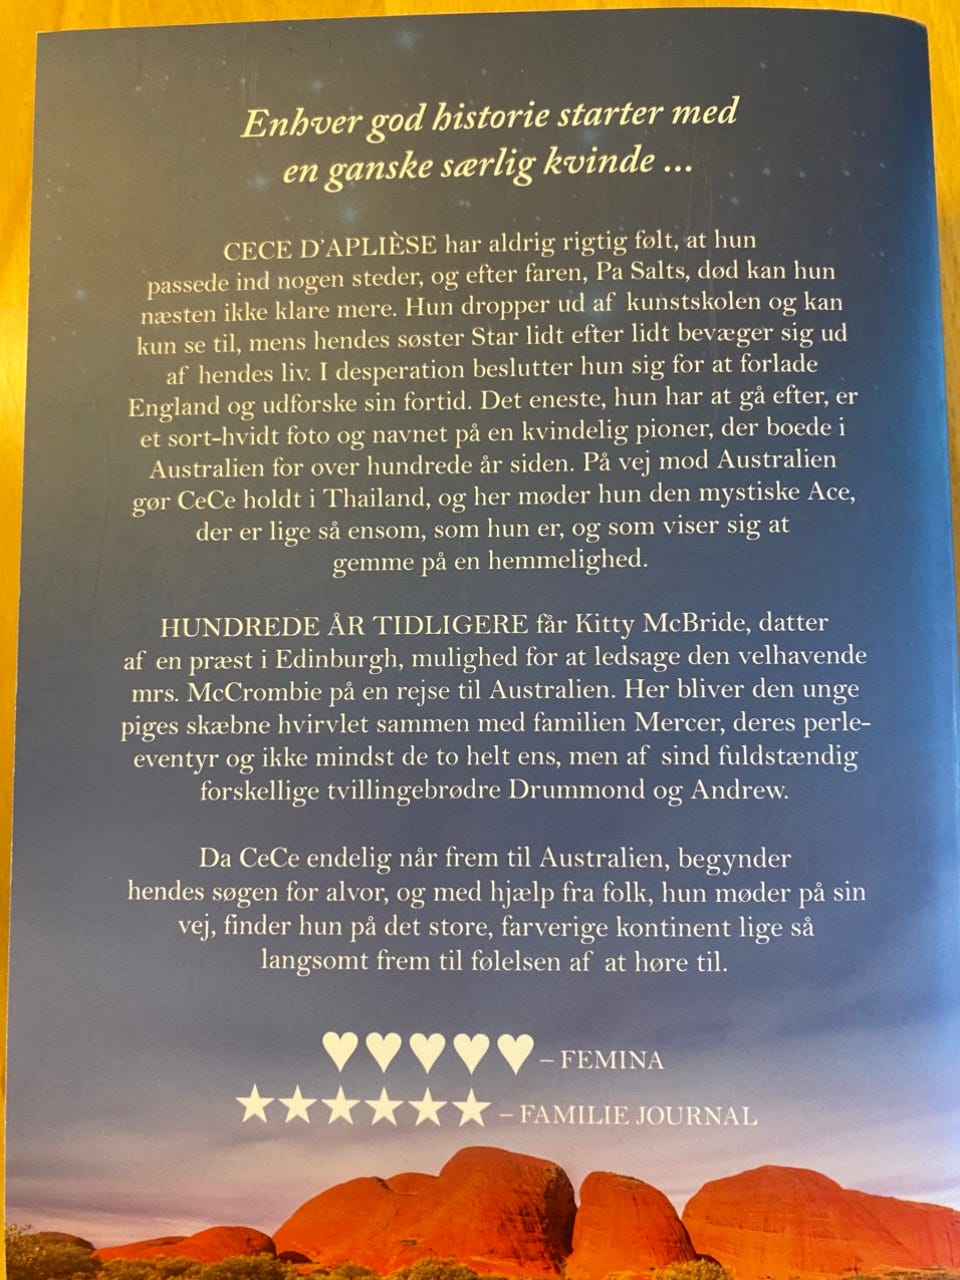 Enhver god historie starter med
en ganske særlig kvinde ...
CECE D'APLIÈSE har aldrig rigtig følt, at hun
passede ind nogen steder, og efter faren, Pa Salts, død kan hun
næsten ikke klare mere. Hun dropper ud af kunstskolen og kan
kun se til, mens hendes søster Star lidt efter lidt bevæger sig ud
af hendes liv. I desperation beslutter hun sig for at forlade
England og udforske sin fortid. Det eneste, hun har at gå efter, er
et sort-hvidt foto og navnet på en kvindelig pioner, der boede i
Australien for over hundrede år siden. På vej mod Australien
gør CeCe holdt i Thailand, og her møder hun den mystiske Ace,
der er lige så ensom, som hun er, og som viser sig at
gemme på en hemmelighed.
HUNDREDE ÅR TIDLIGERE får Kitty McBride, datter
af en præst i Edinburgh, mulighed for at ledsage den velhavende
mrs. McCrombie på en rejse til Australien. Her bliver den unge
piges skæbne hvirvlet sammen med familien Mercer, deres perle-
eventyr og ikke mindst de to helt ens, men af sind fuldstændig
forskellige tvillingebrødre Drummond og Andrew.
Da CeCe endelig når frem til Australien, begynder
hendes søgen for alvor, og med hjælp fra folk, hun møder på sin
vej, finder hun på det store, farverige kontinent lige så
langsomt frem til følelsen af at høre til.
♥♥♥♥♥ – FEMINA
★★★★★★ – FAMILIE JOURNAL